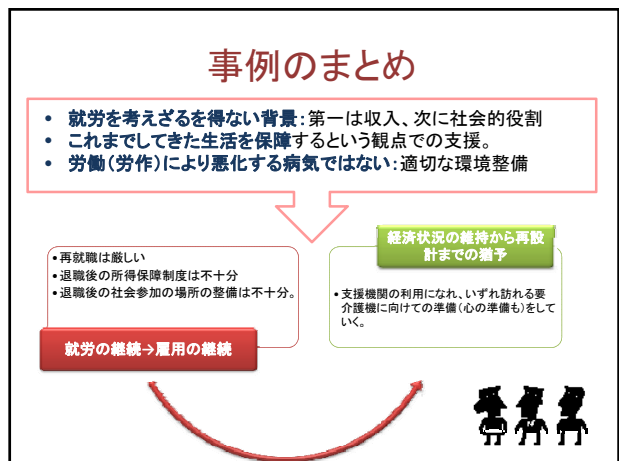 事例のまとめ
• 就労を考えざるを得ない背景:第一は収入、次に社会的役割
• これまでしてきた生活を保障するという観点での支援。
• 労働(労作)により悪化する病気ではない:適切な環境整備
•再就職は厳しい
•退職後の所得保障制度は不十分
•退職後の社会参加の場所の整備は不十分。
就労の継続→雇用の継続
経済状況の維持から再設
計までの猶予
•支援機関の利用になれ、いずれ訪れる要
介護機に向けての準備(心の準備も)をして
いく。